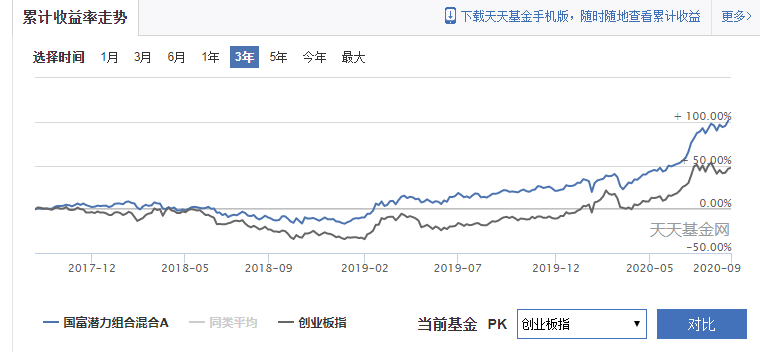 累计收益率走势
下载天天基金手机版，随时随地查看累计收益
更多>
选择时间 1月 3月 6月 1年 3年 5年 今年 最大
+ 100.00%
+ 50.00%
0.00%
天天基金网
-50.00%
2017-12 2018-05 2018-09 2019-02 2019-07 2019-12 2020-05 2020-09
国富潜力组合混合A 同类平均 创业板指 当前基金 PK 创业板指 对比